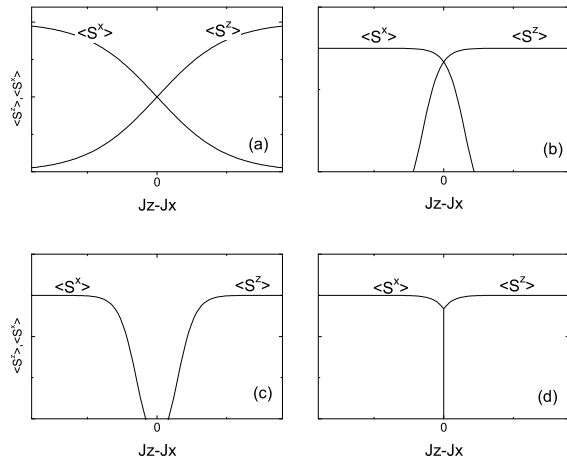 <S^x> <S^z>
<S^z>,<S^x>
(a)
0
Jz-Jx
<S^x> <S^z>
(b)
0
Jz-Jx
<S^x> <S^z>
<S^z>,<S^x>
(c)
0
Jz-Jx
<S^x> <S^z>
(d)
0
Jz-Jx